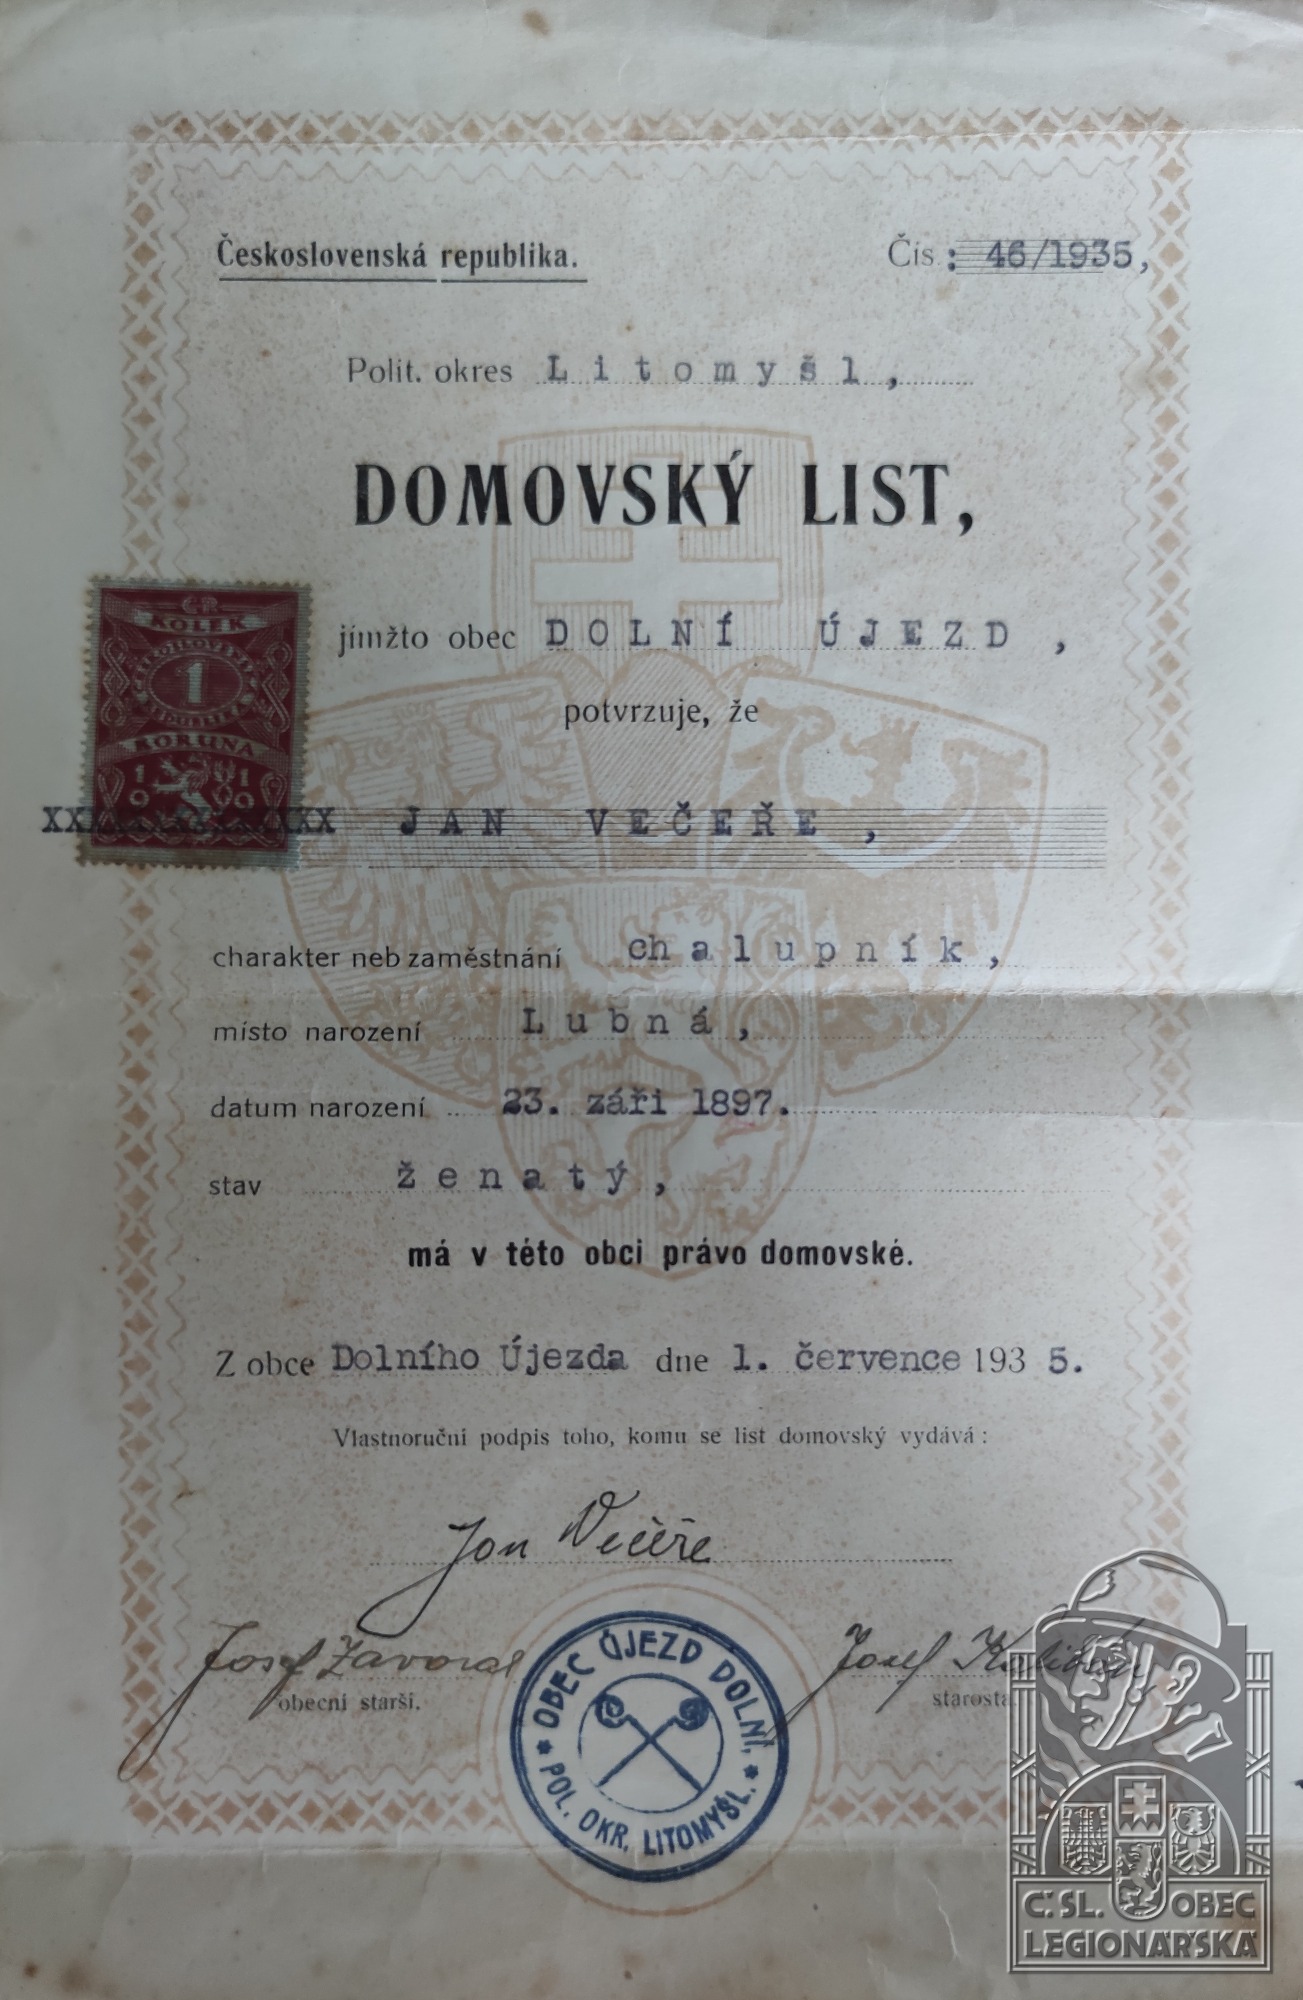 Československá republika.
Čís.: 46/1935,
Polit. okres Litomyšl,
DOMOVSKÝ LIST,
jímžto obec DOLNÍ ÚJEZD,
potvrzuje, že
ČR
KOLEK
1
KORUNA
1919
JAN VEČEŘE,
charakter neb zaměstnání chalupník,
místo narození Lubná,
datum narození 23. září 1897.
stav ženatý,
má v této obci právo domovské.
Z obce Dolního Újezda dne 1. července 1935.
Vlastnoruční podpis toho, komu se list domovský vydává:
Jan Večeře
Josef Zavoral
Josef
obecní starší.
starosta
* OBEC ÚJEZD DOLNÍ. *
POL. OKR. LITOMYŠL.
Č. SL. OBEC
LEGIONÁŘSKÁ